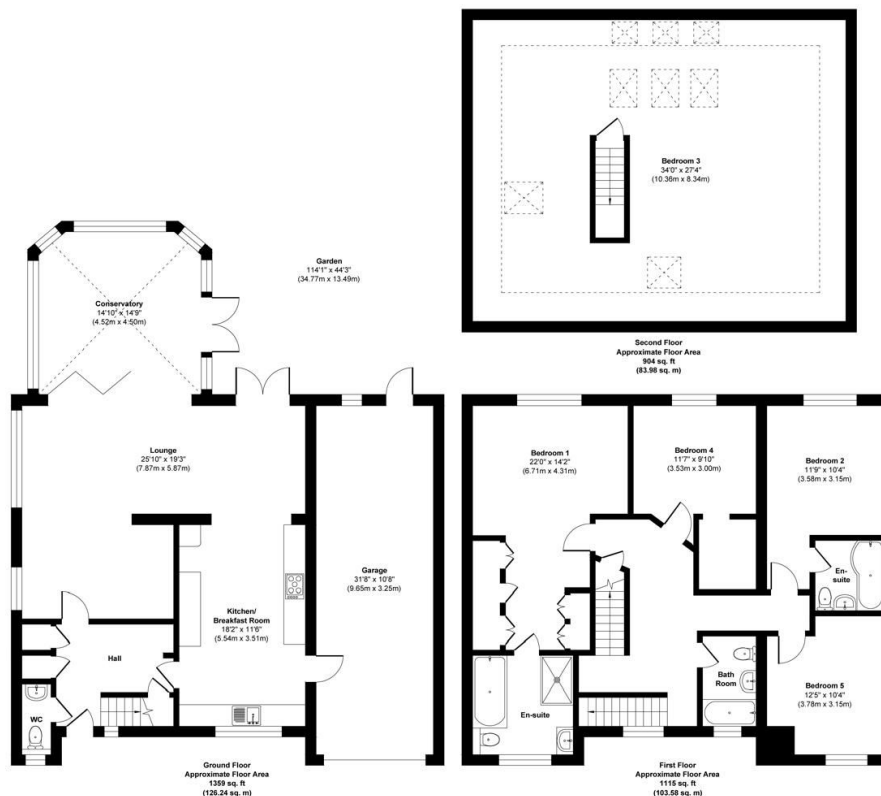 Bedroom 3
34'0" x 27'4"
(10.36m x 8.34m)
Second Floor
Approximate Floor Area
904 sq. ft
(83.98 sq. m)
Garden
114'1" x 44'3"
(34.77m x 13.49m)
Conservatory
14'10" x 14'9"
(4.52m x 4.50m)
Lounge
25'10" x 19'3"
(7.87m x 5.87m)
Garage
31'8" x 10'8"
(9.65m x 3.25m)
Kitchen/
Breakfast Room
18'2" x 11'6"
(5.54m x 3.51m)
Hall
WC
Ground Floor
Approximate Floor Area
1359 sq. ft
(126.24 sq. m)
Bedroom 1
22'0" x 14'2"
(6.71m x 4.31m)
Bedroom 4
11'7" x 9'10"
(3.53m x 3.00m)
Bedroom 2
11'9" x 10'4"
(3.58m x 3.15m)
En-
suite
Bath
Room
Bedroom 5
12'5" x 10'4"
(3.78m x 3.15m)
En-suite
First Floor
Approximate Floor Area
1115 sq. ft
(103.58 sq. m)